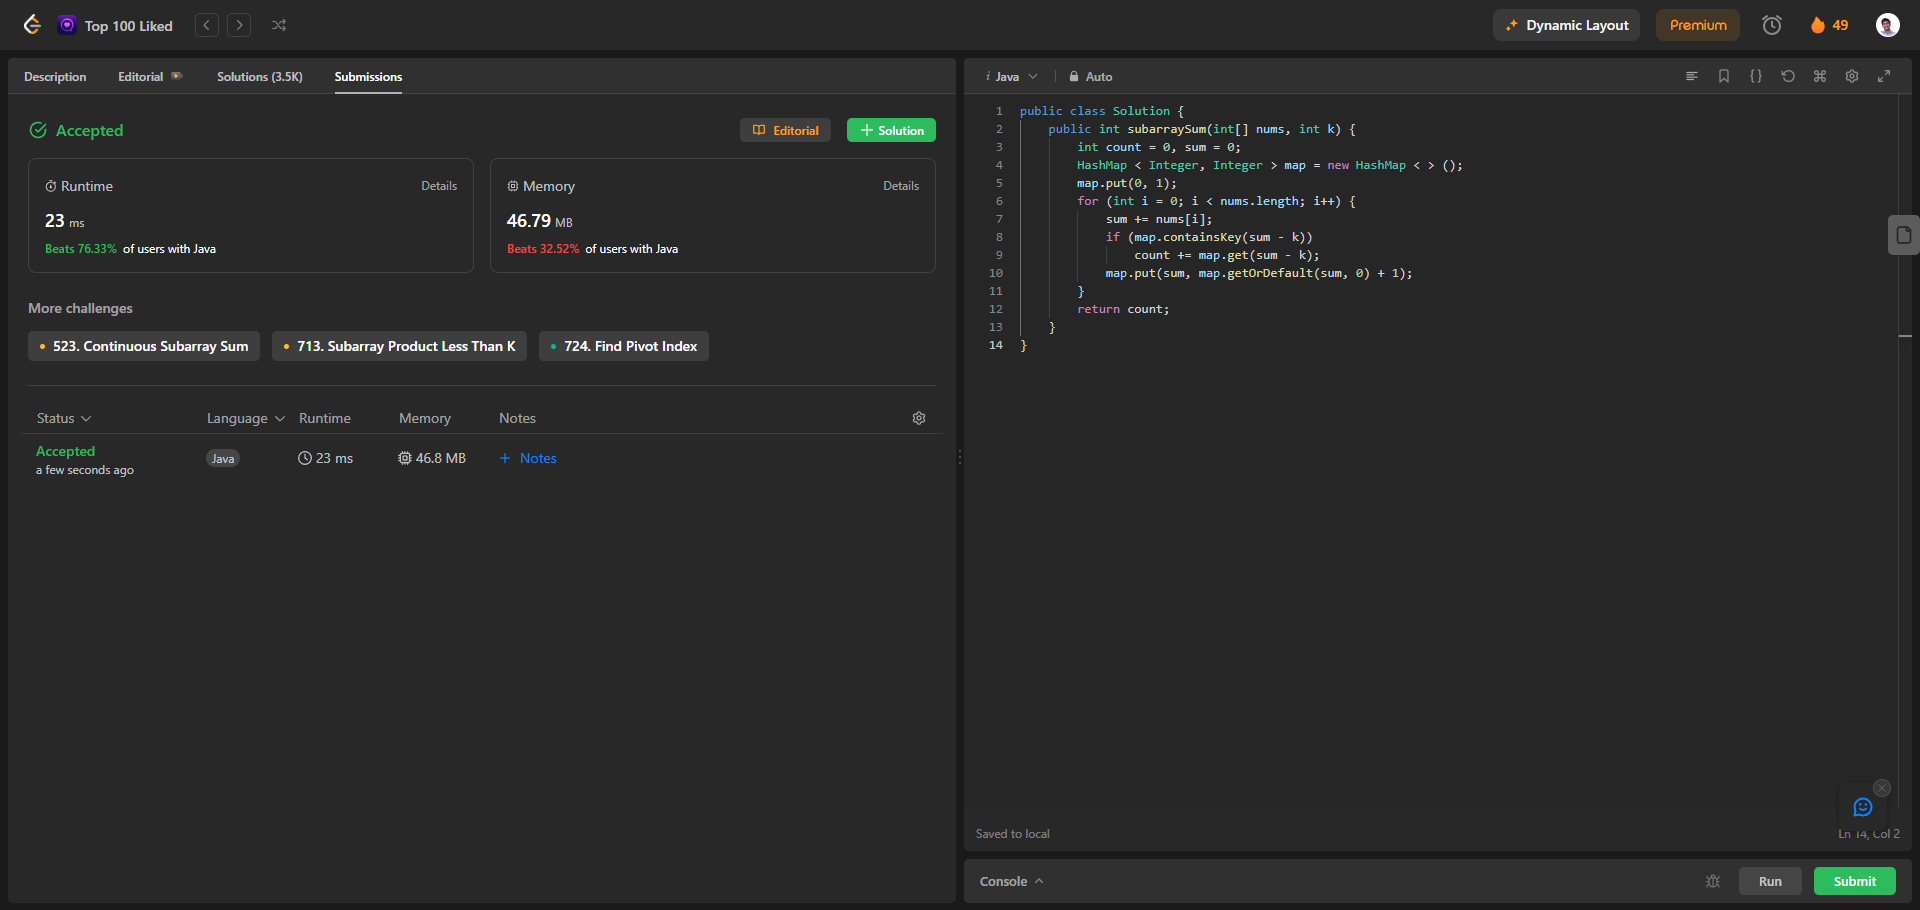 Top 100 Liked
Dynamic Layout
Premium
49
Description
Editorial
Solutions (3.5K)
Submissions
Accepted
Editorial
Solution
Runtime
Details
23 ms
Beats 76.33% of users with Java
Memory
Details
46.79 MB
Beats 32.52% of users with Java
More challenges
523. Continuous Subarray Sum
713. Subarray Product Less Than K
724. Find Pivot Index
Status
Language
Runtime
Memory
Notes
Accepted
a few seconds ago
Java
23 ms
46.8 MB
+ Notes
i Java
Auto
1 public class Solution {
2     public int subarraySum(int[] nums, int k) {
3         int count = 0, sum = 0;
4         HashMap < Integer, Integer > map = new HashMap < > ();
5         map.put(0, 1);
6         for (int i = 0; i < nums.length; i++) {
7             sum += nums[i];
8             if (map.containsKey(sum - k))
9                 count += map.get(sum - k);
10             map.put(sum, map.getOrDefault(sum, 0) + 1);
11         }
12         return count;
13     }
14 }
Saved to local
Ln 14, Col 2
Console
Run
Submit